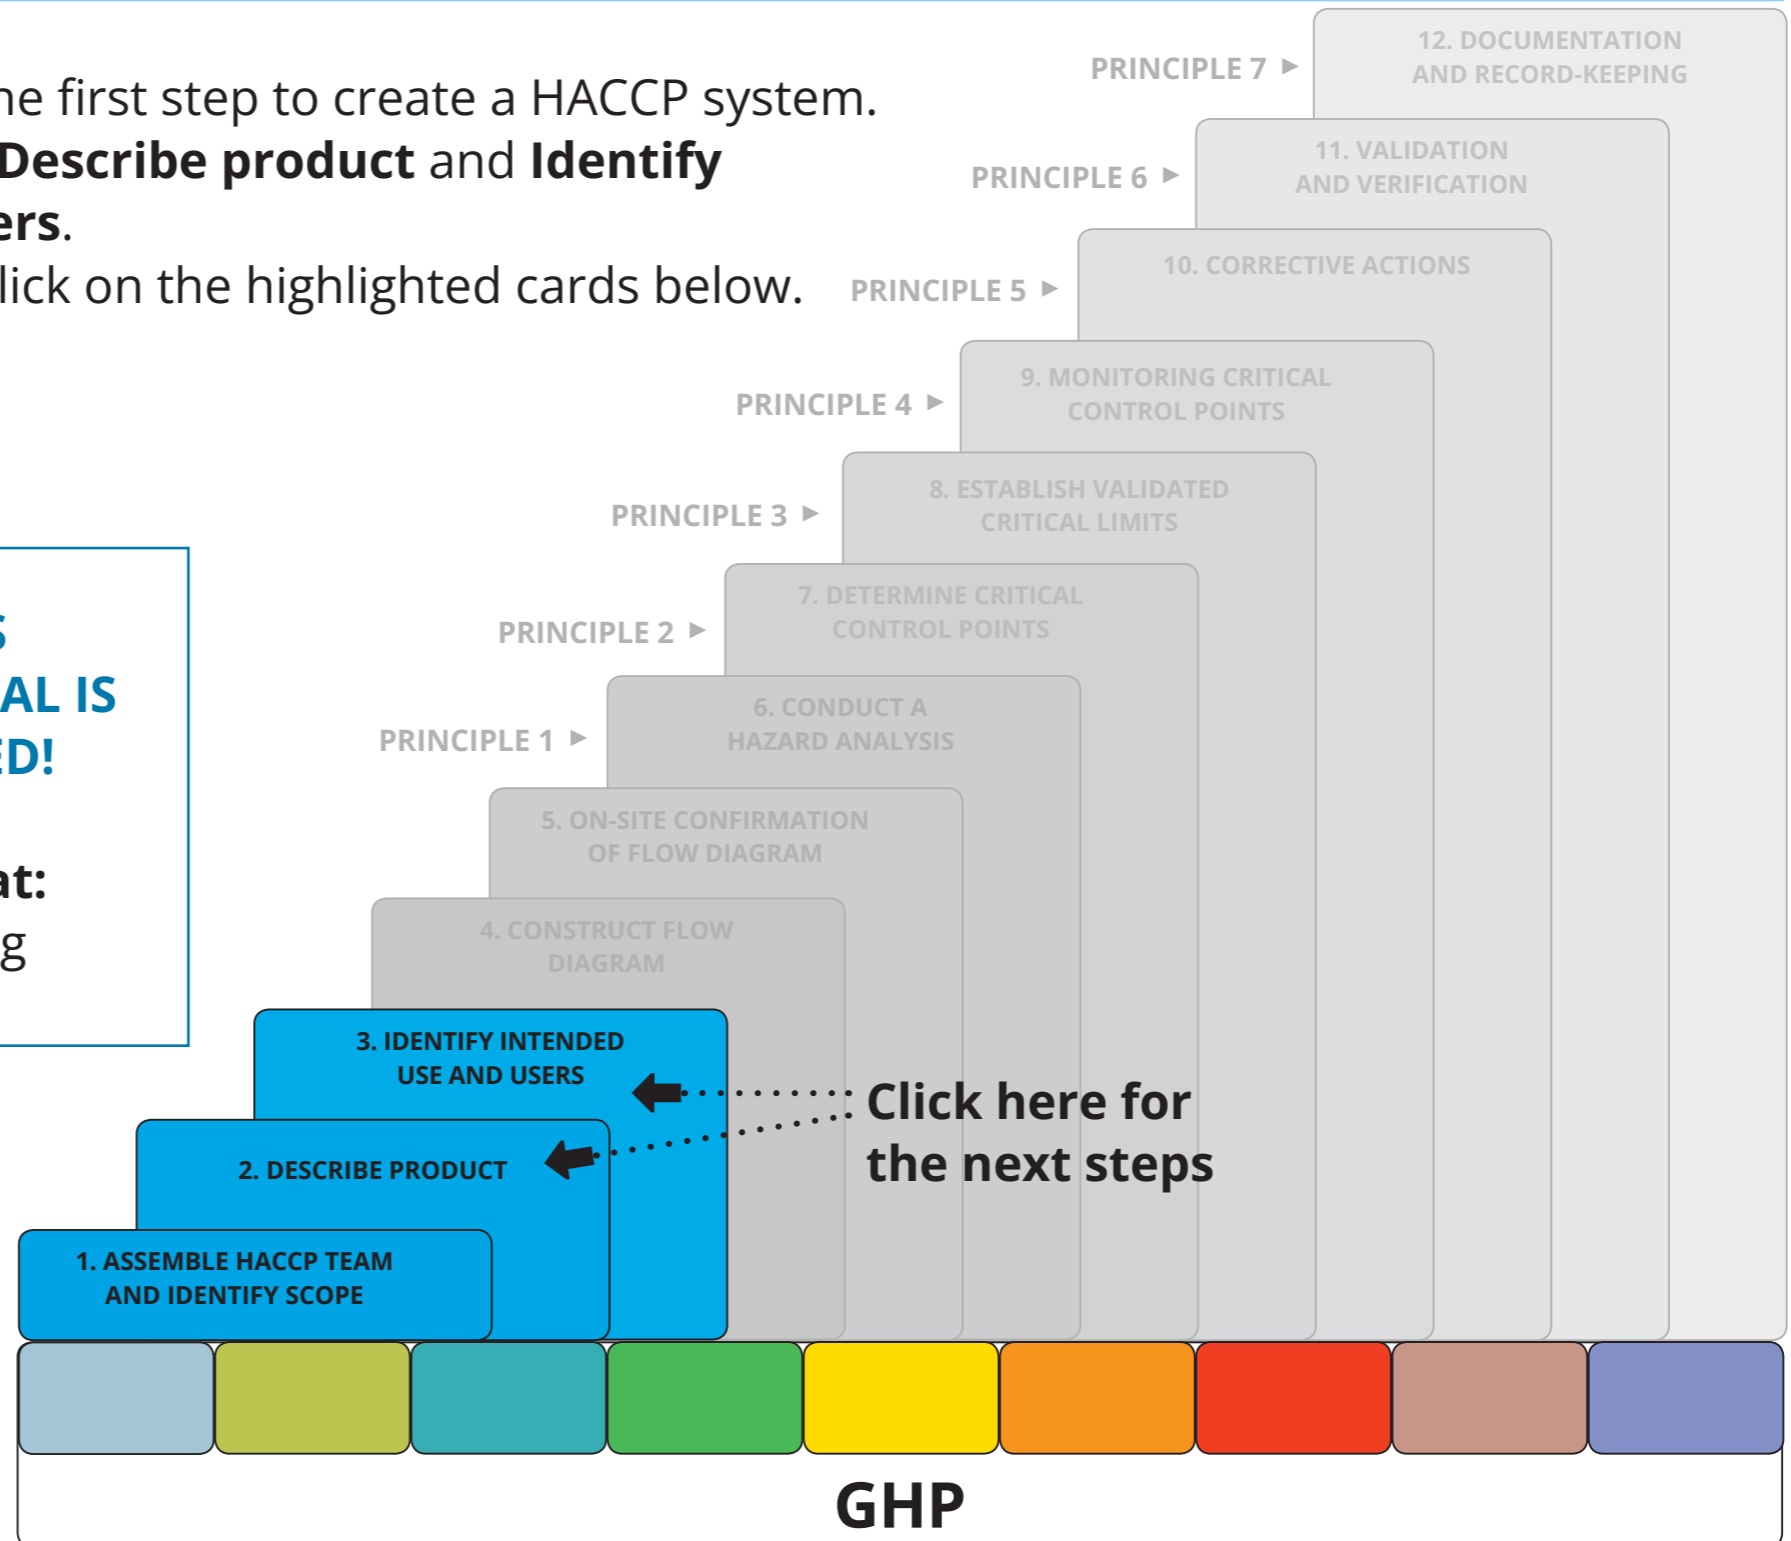 he first step to create a HACCP system.
Describe product and Identify
ers.
lick on the highlighted cards below.
S
AL IS
ED!
at:
g
PRINCIPLE 7 ►
12. DOCUMENTATION
AND RECORD-KEEPING
PRINCIPLE 6 ►
11. VALIDATION
AND VERIFICATION
PRINCIPLE 5 ►
10. CORRECTIVE ACTIONS
PRINCIPLE 4 ►
9. MONITORING CRITICAL
CONTROL POINTS
PRINCIPLE 3 ►
8. ESTABLISH VALIDATED
CRITICAL LIMITS
PRINCIPLE 2 ►
7. DETERMINE CRITICAL
CONTROL POINTS
PRINCIPLE 1 ►
6. CONDUCT A
HAZARD ANALYSIS
5. ON-SITE CONFIRMATION
OF FLOW DIAGRAM
4. CONSTRUCT FLOW
DIAGRAM
3. IDENTIFY INTENDED
USE AND USERS
Click here for
the next steps
2. DESCRIBE PRODUCT
1. ASSEMBLE HACCP TEAM
AND IDENTIFY SCOPE
GHP